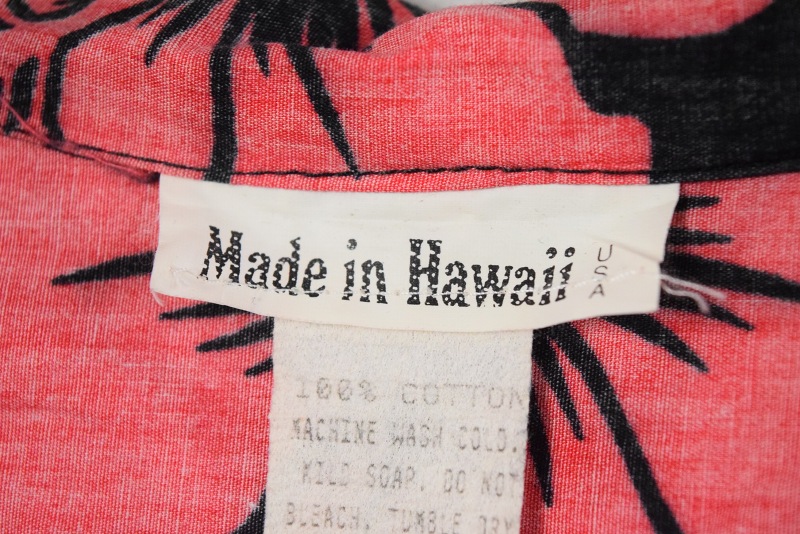 Made in Hawaii USA
100% COTTON
MACHINE WASH COLD.
MILD SOAP. DO NOT
BLEACH. TUMBLE DRY